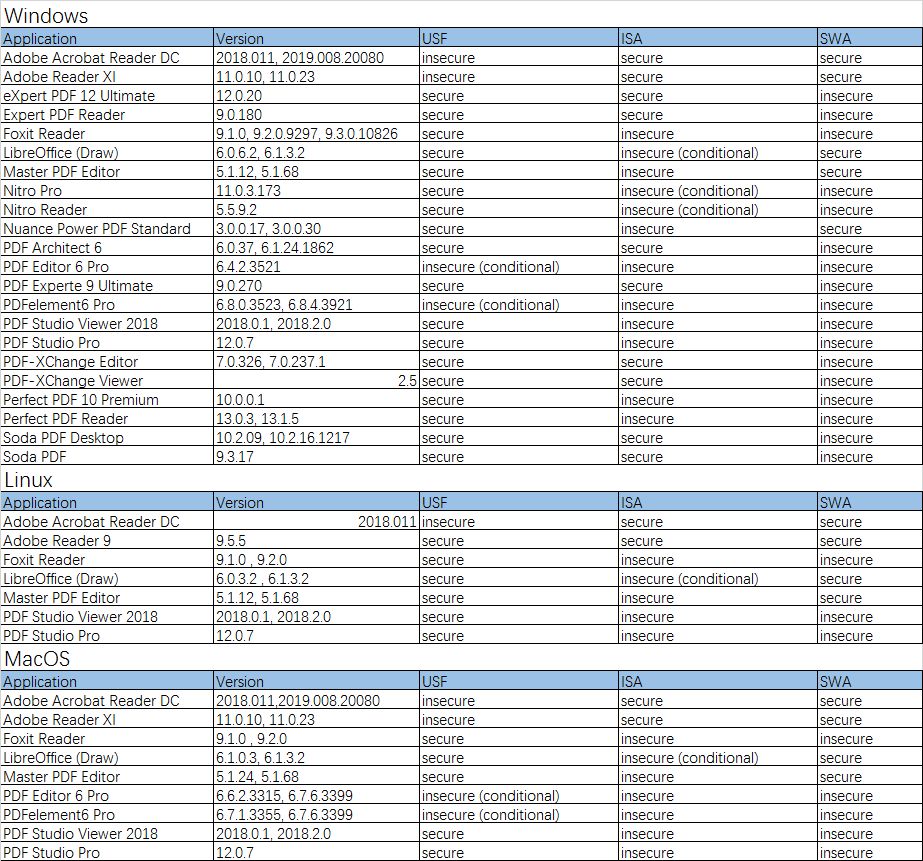 Windows
Application Version USF ISA SWA
Adobe Acrobat Reader DC 2018.011, 2019.008.20080 insecure secure secure
Adobe Reader XI 11.0.10, 11.0.23 insecure secure secure
eXpert PDF 12 Ultimate 12.0.20 secure secure insecure
Expert PDF Reader 9.0.180 secure secure insecure
Foxit Reader 9.1.0, 9.2.0.9297, 9.3.0.10826 secure insecure insecure
LibreOffice (Draw) 6.0.6.2, 6.1.3.2 secure insecure (conditional) secure
Master PDF Editor 5.1.12, 5.1.68 secure insecure secure
Nitro Pro 11.0.3.173 secure insecure (conditional) insecure
Nitro Reader 5.5.9.2 secure insecure (conditional) insecure
Nuance Power PDF Standard 3.0.0.17, 3.0.0.30 secure insecure secure
PDF Architect 6 6.0.37, 6.1.24.1862 secure secure insecure
PDF Editor 6 Pro 6.4.2.3521 insecure (conditional) insecure insecure
PDF Experte 9 Ultimate 9.0.270 secure secure insecure
PDFelement6 Pro 6.8.0.3523, 6.8.4.3921 insecure (conditional) insecure insecure
PDF Studio Viewer 2018 2018.0.1, 2018.2.0 secure insecure insecure
PDF Studio Pro 12.0.7 secure insecure insecure
PDF-XChange Editor 7.0.326, 7.0.237.1 secure secure insecure
PDF-XChange Viewer 2.5 secure secure insecure
Perfect PDF 10 Premium 10.0.0.1 secure insecure insecure
Perfect PDF Reader 13.0.3, 13.1.5 secure insecure insecure
Soda PDF Desktop 10.2.09, 10.2.16.1217 secure secure insecure
Soda PDF 9.3.17 secure secure insecure
Linux
Application Version USF ISA SWA
Adobe Acrobat Reader DC 2018.011 insecure secure secure
Adobe Reader 9 9.5.5 secure secure secure
Foxit Reader 9.1.0 , 9.2.0 secure insecure insecure
LibreOffice (Draw) 6.0.3.2 , 6.1.3.2 secure insecure (conditional) secure
Master PDF Editor 5.1.12, 5.1.68 secure insecure secure
PDF Studio Viewer 2018 2018.0.1, 2018.2.0 secure insecure insecure
PDF Studio Pro 12.0.7 secure insecure insecure
MacOS
Application Version USF ISA SWA
Adobe Acrobat Reader DC 2018.011,2019.008.20080 insecure secure secure
Adobe Reader XI 11.0.10, 11.0.23 insecure secure secure
Foxit Reader 9.1.0 , 9.2.0 secure insecure insecure
LibreOffice (Draw) 6.1.0.3, 6.1.3.2 secure insecure (conditional) secure
Master PDF Editor 5.1.24, 5.1.68 secure insecure secure
PDF Editor 6 Pro 6.6.2.3315, 6.7.6.3399 insecure (conditional) insecure insecure
PDFelement6 Pro 6.7.1.3355, 6.7.6.3399 insecure (conditional) insecure insecure
PDF Studio Viewer 2018 2018.0.1, 2018.2.0 secure insecure insecure
PDF Studio Pro 12.0.7 secure insecure insecure